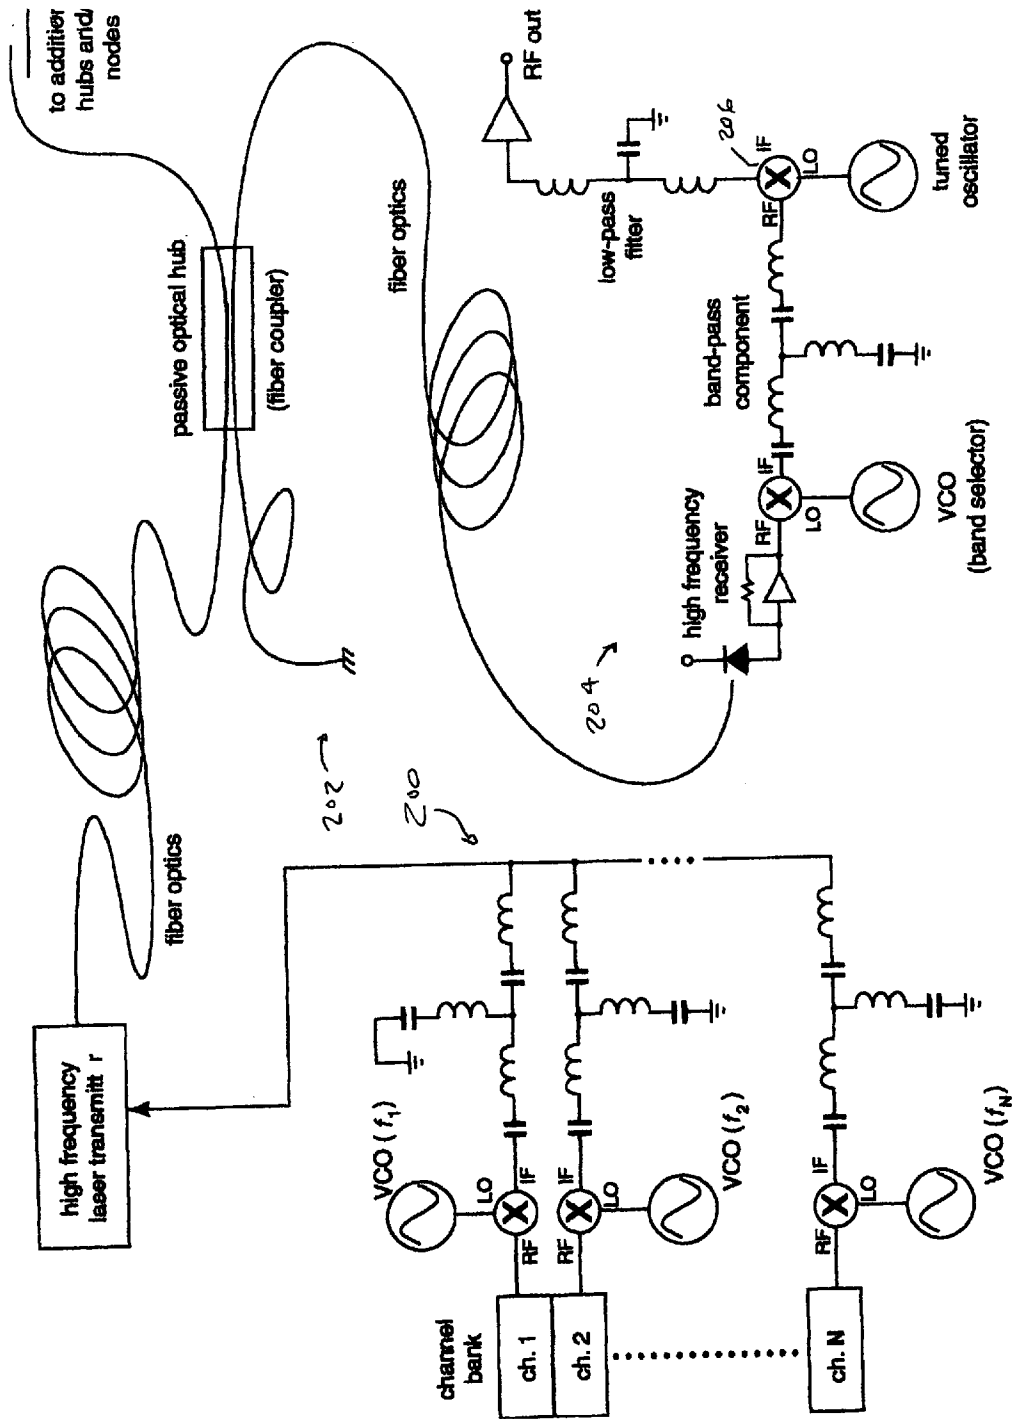 high frequency
laser transmitt r
fiber optics
passive optical hub
(fiber coupler)
to addition
hubs and/
nodes
fiber optics
202
200
204
206
channel
bank
ch. 1
ch. 2
ch. N
RF
IF
LO
VCO (f1)
RF
IF
LO
VCO (f2)
RF
IF
LO
VCO (fN)
high frequency
receiver
RF
IF
LO
VCO
(band selector)
band-pass
component
RF
IF
LO
tuned
oscillator
low-pass
filter
RF out